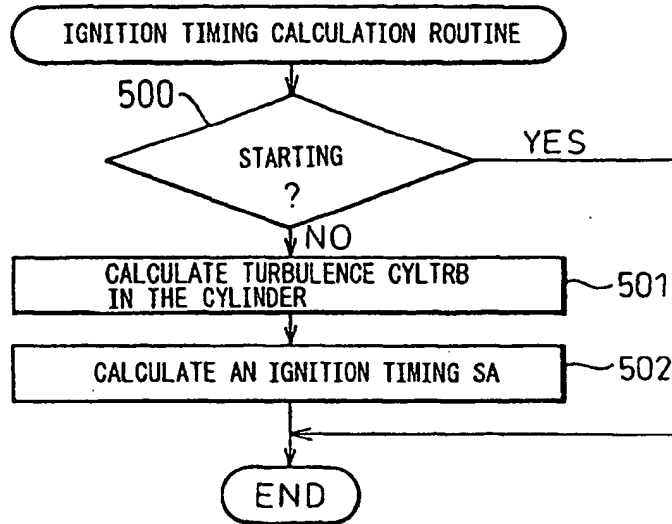 IGNITION TIMING CALCULATION ROUTINE
500
STARTING
?
YES
NO
CALCULATE TURBULENCE CYLTRB
IN THE CYLINDER
501
CALCULATE AN IGNITION TIMING SA
502
END